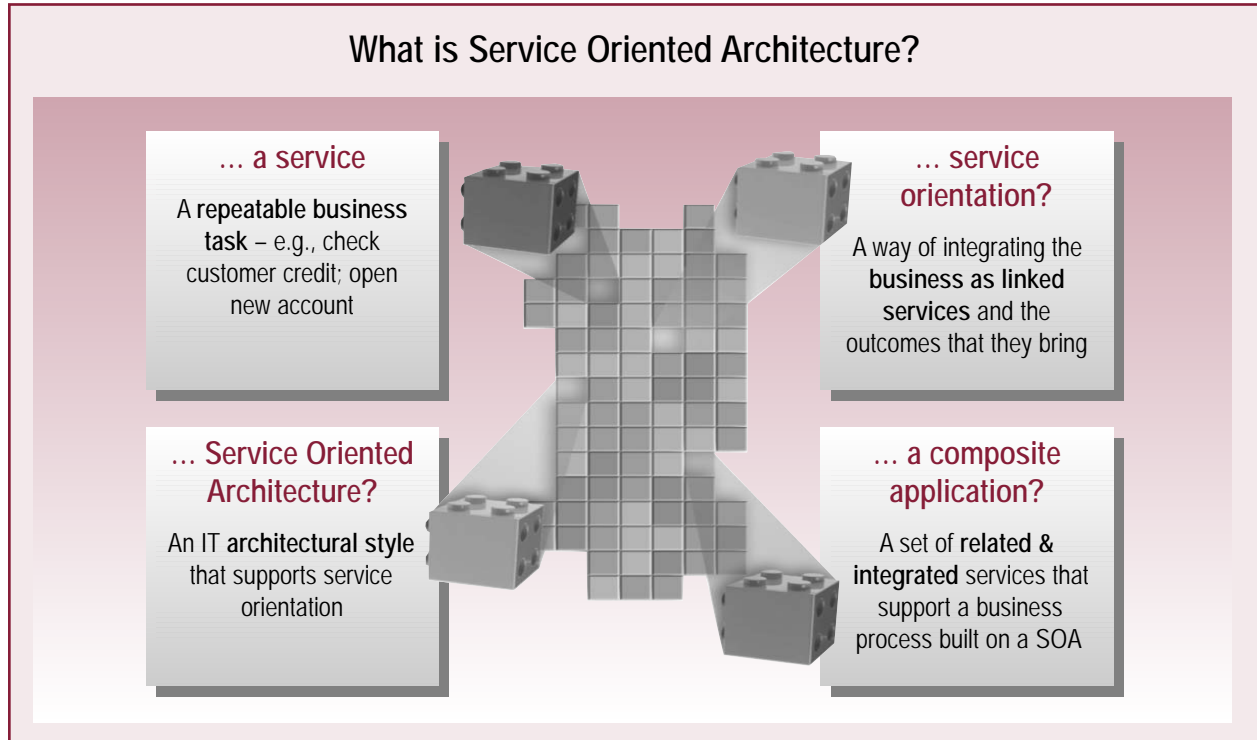 What is Service Oriented Architecture?
... a service
A repeatable business
task – e.g., check
customer credit; open
new account
... service
orientation?
A way of integrating the
business as linked
services and the
outcomes that they bring
... Service Oriented
Architecture?
An IT architectural style
that supports service
orientation
... a composite
application?
A set of related &
integrated services that
support a business
process built on a SOA